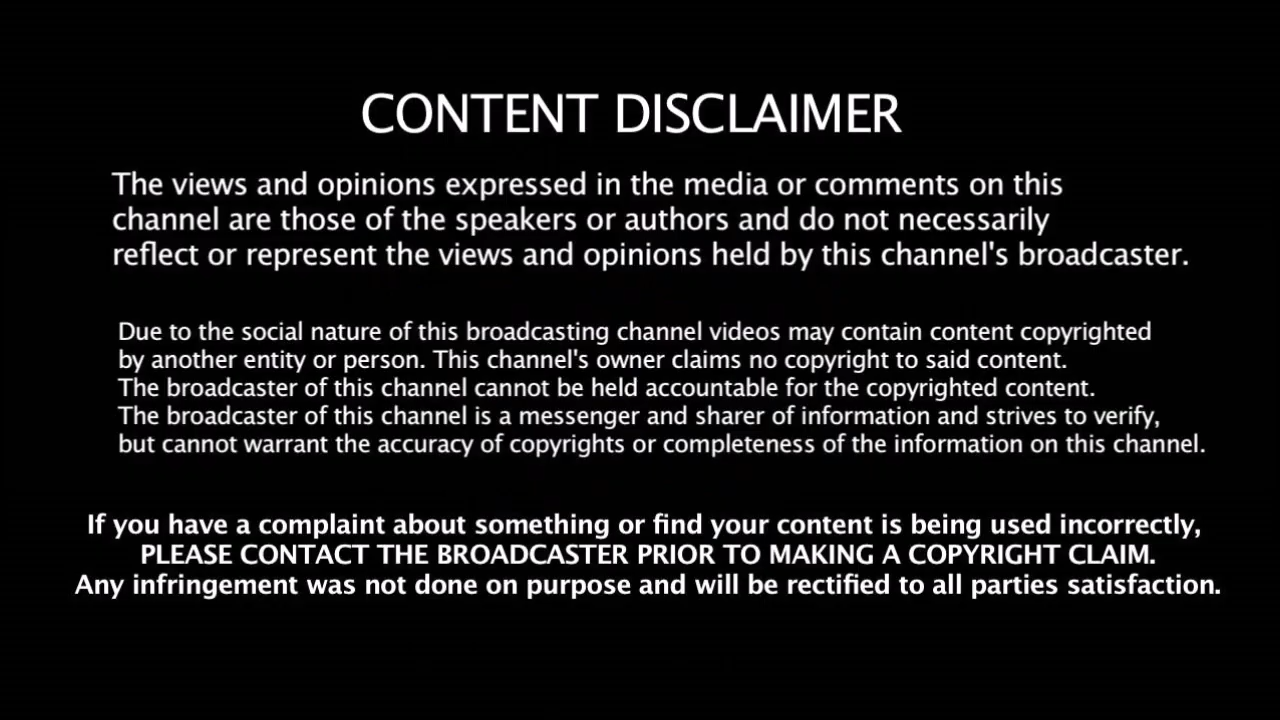 CONTENT DISCLAIMER
The views and opinions expressed in the media or comments on this
channel are those of the speakers or authors and do not necessarily
reflect or represent the views and opinions held by this channel's broadcaster.
Due to the social nature of this broadcasting channel videos may contain content copyrighted
by another entity or person. This channel's owner claims no copyright to said content.
The broadcaster of this channel cannot be held accountable for the copyrighted content.
The broadcaster of this channel is a messenger and sharer of information and strives to verify,
but cannot warrant the accuracy of copyrights or completeness of the information on this channel.
If you have a complaint about something or find your content is being used incorrectly,
PLEASE CONTACT THE BROADCASTER PRIOR TO MAKING A COPYRIGHT CLAIM.
Any infringement was not done on purpose and will be rectified to all parties satisfaction.